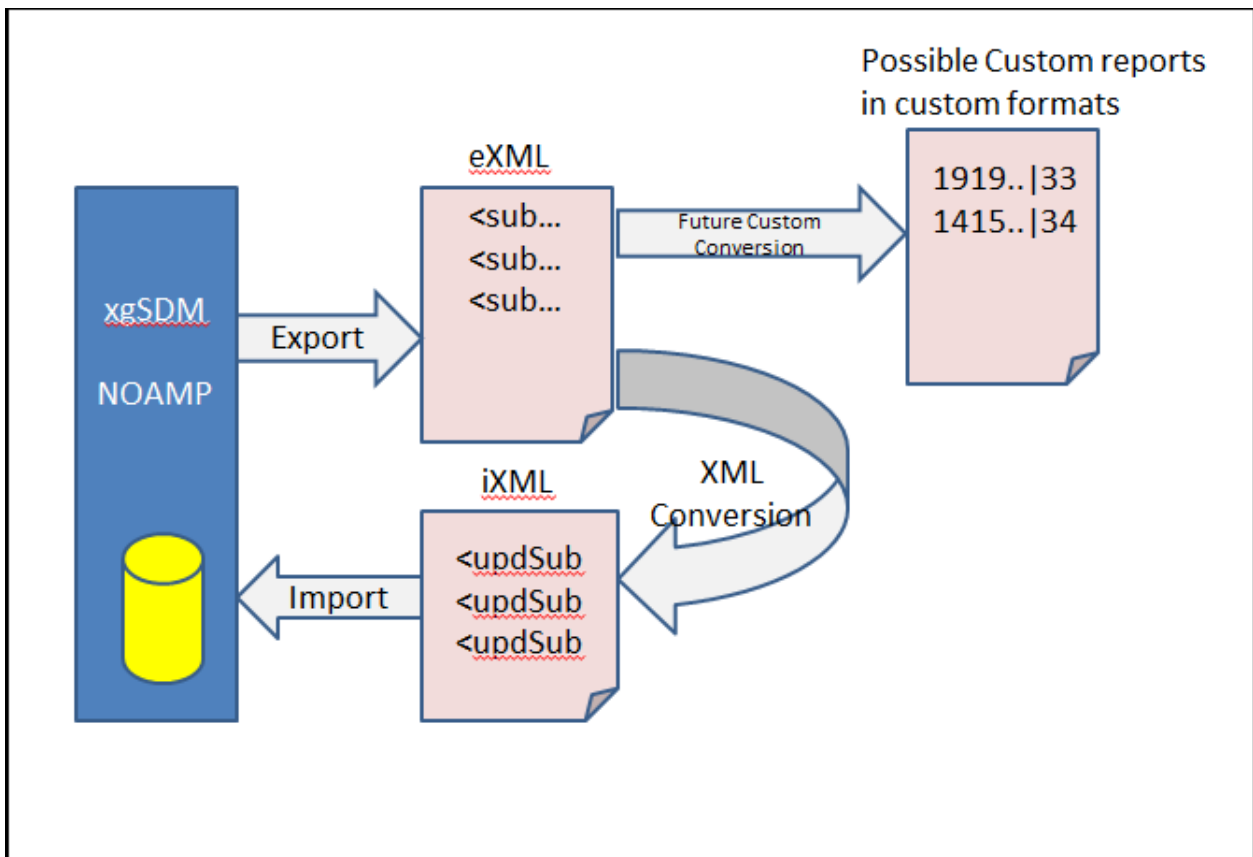 Possible Custom reports
in custom formats
eXML
<sub...
<sub...
<sub...
Future Custom
Conversion
1919..|33
1415..|34
xgSDM
NOAMP
Export
XML
Conversion
iXML
<updSub
<updSub
<updSub
Import